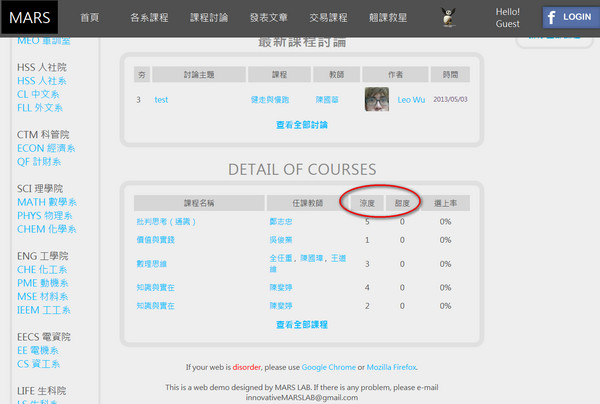 MARS 首頁 各系課程 課程討論 發表文章 交易課程 翹課救星 Hello! Guest LOGIN
MEO 重訓室
HSS 人社院
HSS 人社系
CL 中文系
FLL 外文系
CTM 科管院
ECON 經濟系
QF 計財系
SCI 理學院
MATH 數學系
PHYS 物理系
CHEM 化學系
ENG 工學院
CHE 化工系
PME 動機系
MSE 材料系
IEEM 工工系
EECS 電資院
EE 電機系
CS 資工系
LIFE 生科院
LS 生科系
最新課程討論
夯 討論主題 課程 教師 作者 時間
3 test 健走與慢跑 陳國華 Leo Wu 2013/05/03
查看全部討論
DETAIL OF COURSES
課程名稱 任課教師 涼度 甜度 選上率
批判思考（通識） 鄭志忠 5 0 0%
價值與實踐 吳俊業 1 0 0%
數理思維 全任重, 陳國璋, 王道維 3 0 0%
知識與實在 陳斐婷 4 0 0%
知識與實在 陳斐婷 2 0 0%
查看全部課程
If your web is disorder, please use Google Chrome or Mozilla Firefox.
This is a web demo designed by MARS LAB. If there is any problem, please e-mail
innovativeMARSLAB@gmail.com